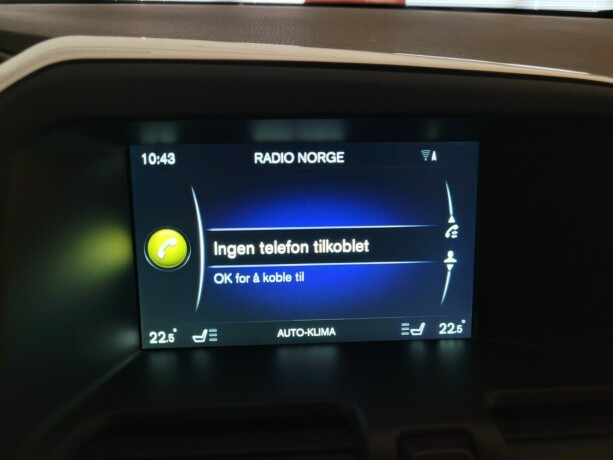 10:43 RADIO NORGE
Ingen telefon tilkoblet
OK for å koble til
22.5° AUTO-KLIMA 22.5°